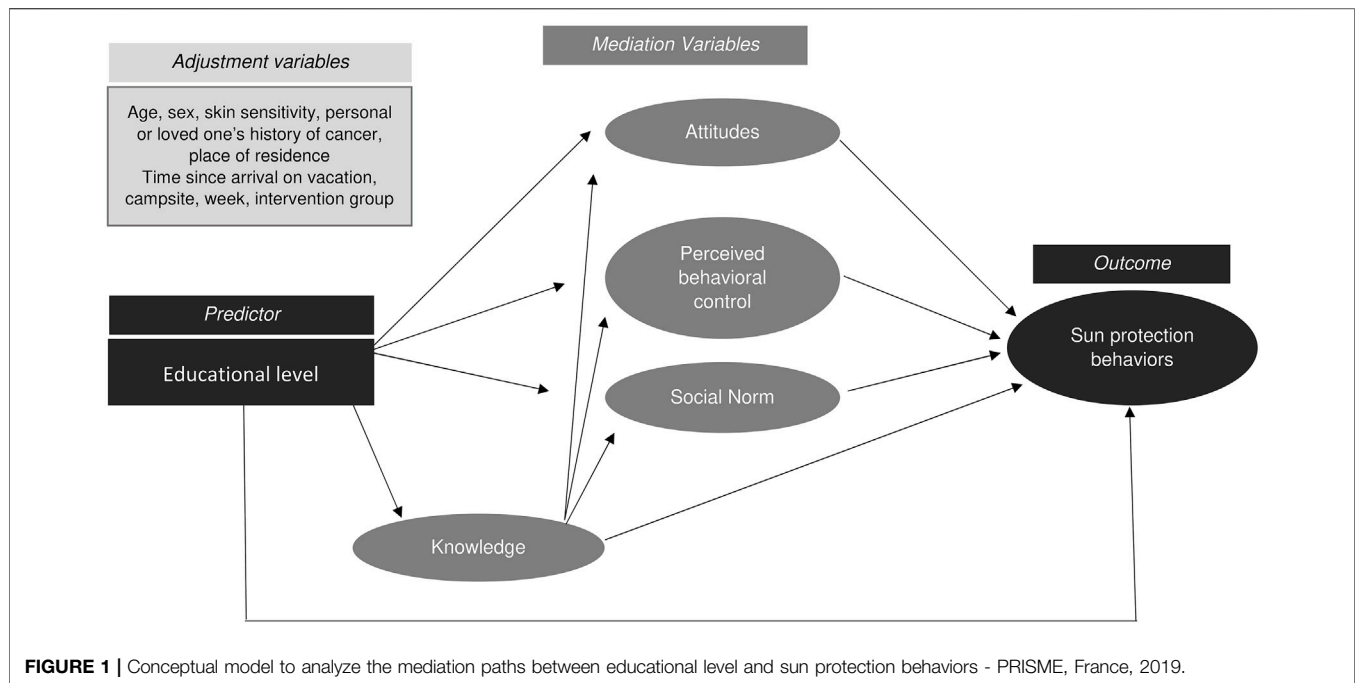 Adjustment variables
Age, sex, skin sensitivity, personal
or loved one's history of cancer,
place of residence
Time since arrival on vacation,
campsite, week, intervention group
Mediation Variables
Attitudes
Perceived
behavioral
control
Social Norm
Predictor
Educational level
Knowledge
Outcome
Sun protection
behaviors
FIGURE 1 | Conceptual model to analyze the mediation paths between educational level and sun protection behaviors - PRISME, France, 2019.